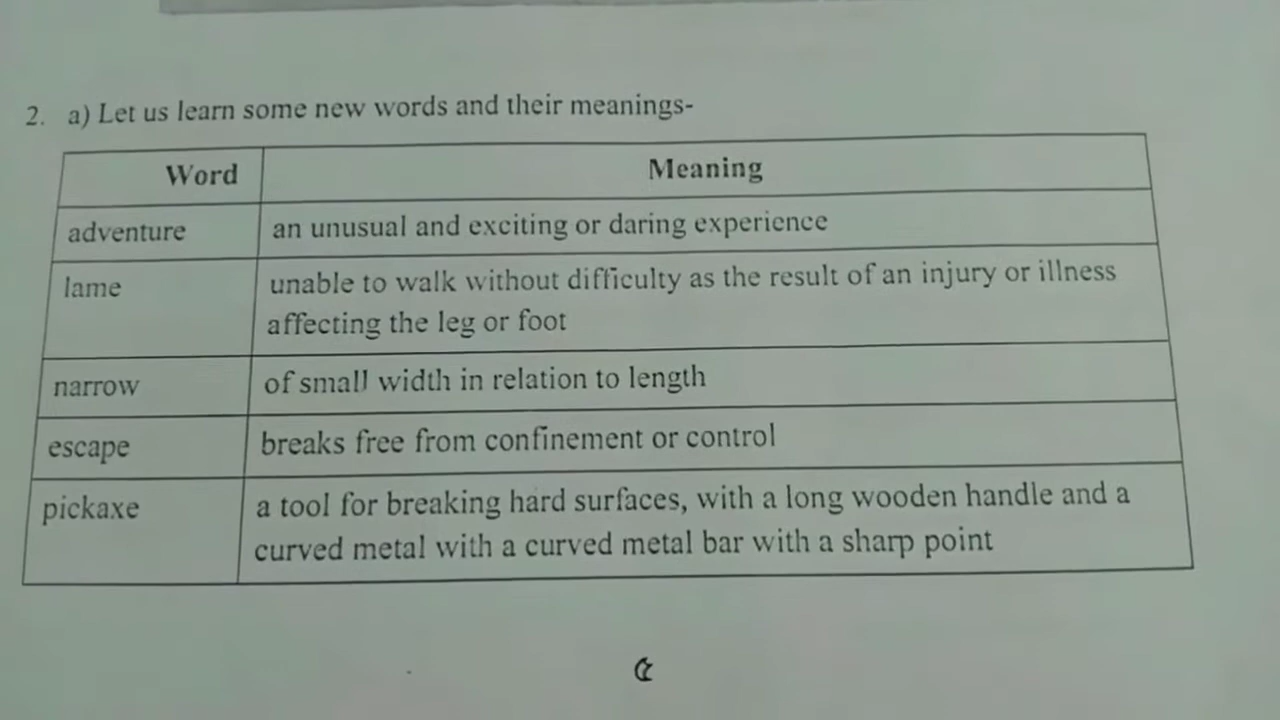 2. a) Let us learn some new words and their meanings-
Word Meaning
adventure an unusual and exciting or daring experience
lame unable to walk without difficulty as the result of an injury or illness
affecting the leg or foot
narrow of small width in relation to length
escape breaks free from confinement or control
pickaxe a tool for breaking hard surfaces, with a long wooden handle and a
curved metal with a curved metal bar with a sharp point